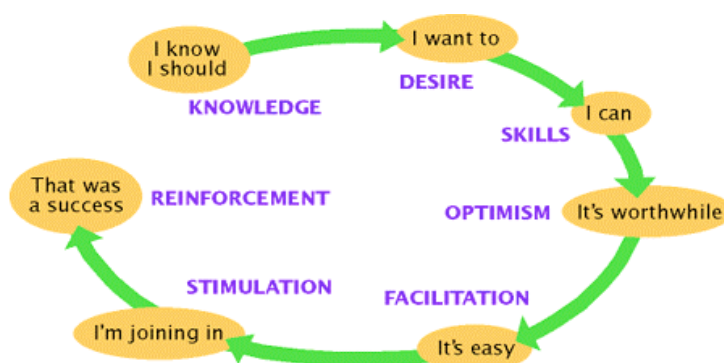 I know
I should
KNOWLEDGE
I want to
DESIRE
I can
SKILLS
It's worthwhile
OPTIMISM
It's easy
FACILITATION
I'm joining in
STIMULATION
That was
a success
REINFORCEMENT